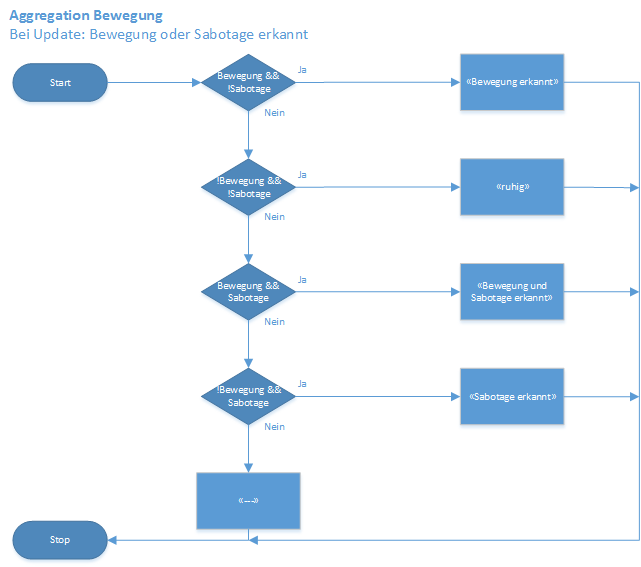 Aggregation Bewegung
Bei Update: Bewegung oder Sabotage erkannt
Start
Bewegung &&
!Sabotage
Ja
«Bewegung erkannt»
Nein
!Bewegung &&
!Sabotage
Ja
«ruhig»
Nein
Bewegung &&
Sabotage
Ja
«Bewegung und
Sabotage erkannt»
Nein
!Bewegung &&
Sabotage
Ja
«Sabotage erkannt»
Nein
«---»
Stop